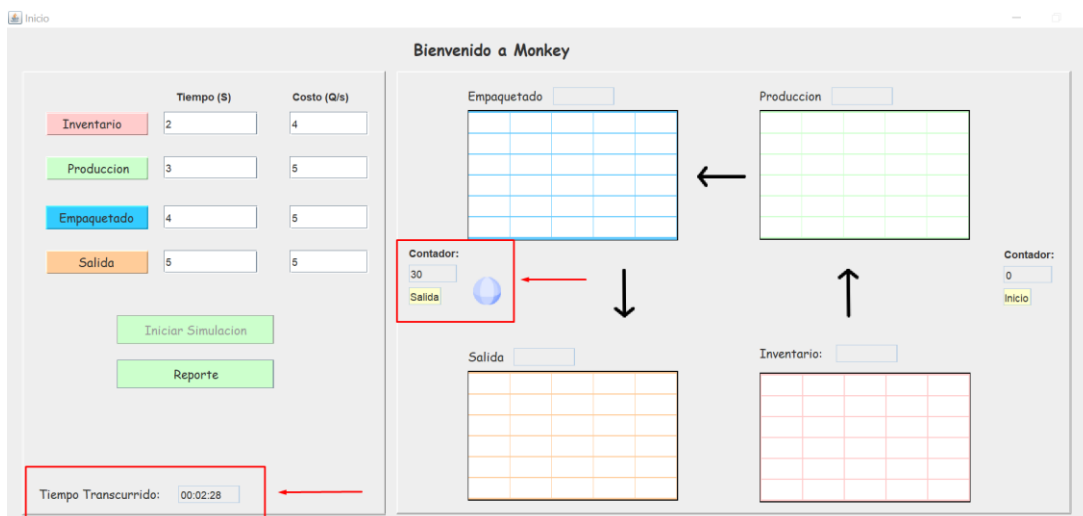 Inicio
Bienvenido a Monkey
Tiempo (S) Costo (Q/s)
Inventario 2 4
Produccion 3 5
Empaquetado 4 5
Salida 5 5
Iniciar Simulacion
Reporte
Tiempo Transcurrido: 00:02:28
Empaquetado
Produccion
Contador:
30
Salida
Contador:
0
Inicio
Salida
Inventario: